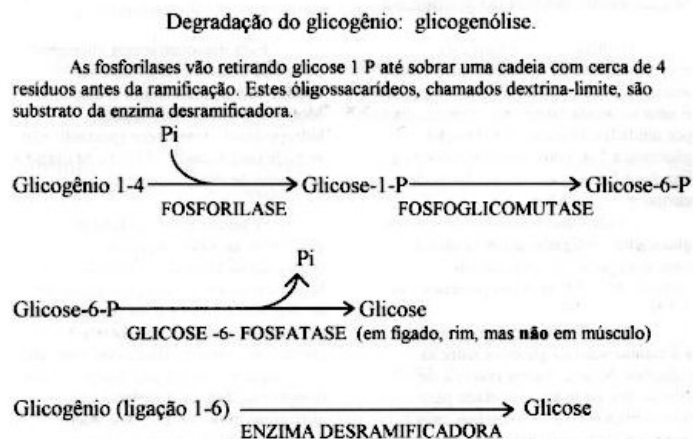 Degradação do glicogênio: glicogenólise.
As fosforilases vão retirando glicose 1 P até sobrar uma cadeia com cerca de 4
resíduos antes da ramificação. Estes óligossacarídeos, chamados dextrina-limite, são
substrato da enzima desramificadora.
Pi
Glicogênio 1-4 Glicose-1-P Glicose-6-P
FOSFORILASE FOSFOGLICOMUTASE
Pi
Glicose-6-P Glicose
GLICOSE -6- FOSFATASE (em fígado, rim, mas não em músculo)
Glicogênio (ligação 1-6) Glicose
ENZIMA DESRAMIFICADORA